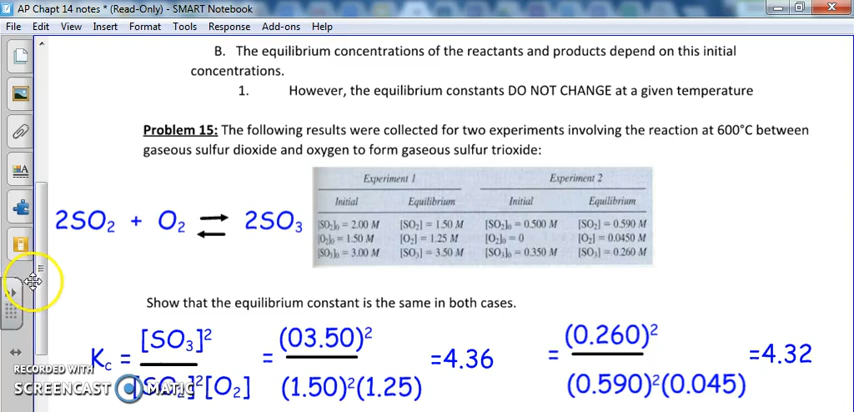 AP Chapt 14 notes * (Read-Only) - SMART Notebook
File Edit View Insert Format Tools Response Draw Add-ons Help
B. The equilibrium concentrations of the reactants and products depend on this initial
concentrations.
1. However, the equilibrium constants DO NOT CHANGE at a given temperature
Problem 15: The following results were collected for two experiments involving the reaction at 600°C between
gaseous sulfur dioxide and oxygen to form gaseous sulfur trioxide:
Experiment 1 Experiment 2
Initial Equilibrium Initial Equilibrium
[SO₂]₀ = 2.00 M [SO₂] = 1.50 M [SO₂]₀ = 0.500 M [SO₂] = 0.590 M
[O₂]₀ = 1.50 M [O₂] = 1.25 M [O₂]₀ = 0 [O₂] = 0.0450 M
[SO₃]₀ = 3.00 M [SO₃] = 3.50 M [SO₃]₀ = 0.350 M [SO₃] = 0.260 M
2SO₂ + O₂ ⇌ 2SO₃
Show that the equilibrium constant is the same in both cases.
[SO₃]² (03.50)² (0.260)²
K꜀ = = =4.36 = =4.32
[SO₂]²[O₂] (1.50)²(1.25) (0.590)²(0.045)
RECORDED WITH
SCREENCAST MATIC